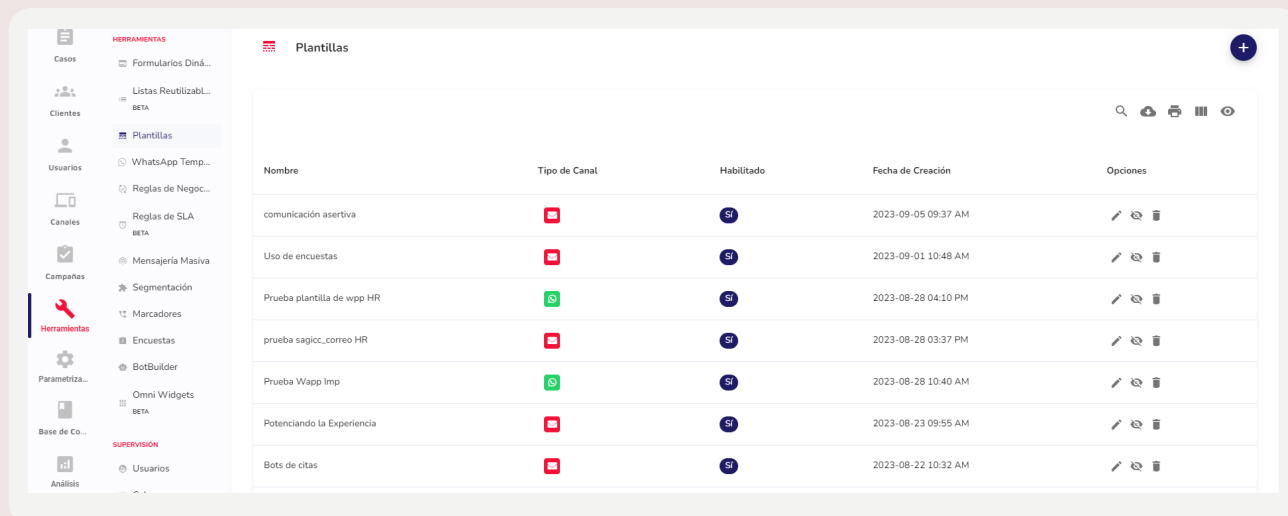 Casos
Clientes
Usuarios
Canales
Campañas
Herramientas
Parametriza...
Base de Co...
Análisis
HERRAMIENTAS
Formularios Diná...
Listas Reutilizabl...
BETA
Plantillas
WhatsApp Temp...
Reglas de Negoc...
Reglas de SLA
BETA
Mensajería Masiva
Segmentación
Marcadores
Encuestas
BotBuilder
Omni Widgets
BETA
SUPERVISIÓN
Usuarios
Plantillas
Nombre Tipo de Canal Habilitado Fecha de Creación Opciones
comunicación asertiva Sí 2023-09-05 09:37 AM
Uso de encuestas Sí 2023-09-01 10:48 AM
Prueba plantilla de wpp HR Sí 2023-08-28 04:10 PM
prueba sagicc_correo HR Sí 2023-08-28 03:37 PM
Prueba Wapp Imp Sí 2023-08-28 10:40 AM
Potenciando la Experiencia Sí 2023-08-23 09:55 AM
Bots de citas Sí 2023-08-22 10:32 AM